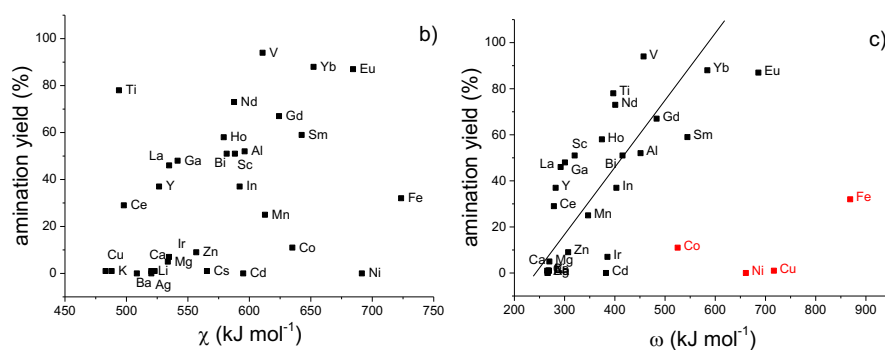 b)
amination yield (%)
100
80
60
40
20
0
V
Yb
Eu
Ti
Nd
Gd
Ho
Sm
La
Ga
Bi
Al
Sc
Y
In
Ce
Fe
Mn
Co
Cu
K
Ca
Ir
Mg
Zn
Li
Ba
Ag
Cs
Cd
Ni
450 500 550 600 650 700 750
χ (kJ mol⁻¹)
c)
amination yield (%)
100
80
60
40
20
0
V
Yb
Eu
Ti
Nd
Gd
Ho
Sm
Sc
La
Ga
Bi
Al
Y
In
Ce
Mn
Fe
Co
Zn
Ca
Mg
Ir
Cd
Ni
Cu
200 300 400 500 600 700 800 900
ω (kJ mol⁻¹)